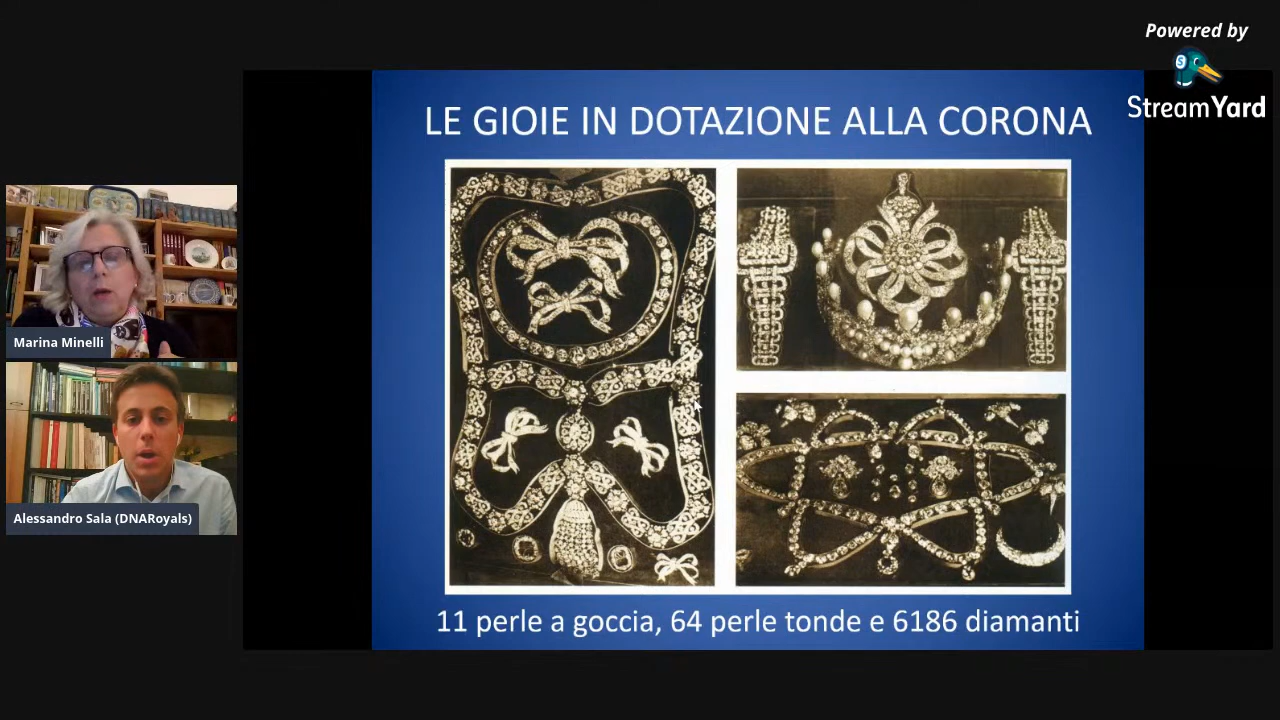 Powered by
StreamYard
LE GIOIE IN DOTAZIONE ALLA CORONA
Marina Minelli
Alessandro Sala (DNARoyals)
11 perle a goccia, 64 perle tonde e 6186 diamanti